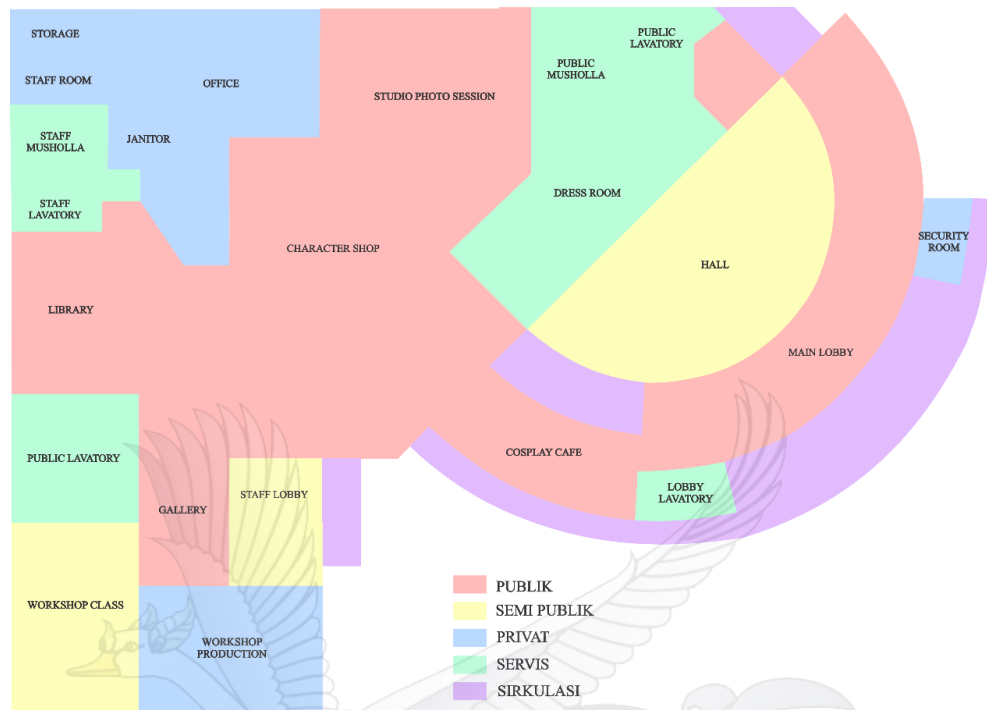 STORAGE
STAFF ROOM
OFFICE
STUDIO PHOTO SESSION
PUBLIC
LAVATORY
PUBLIC
MUSHOLLA
STAFF
MUSHOLLA
JANITOR
STAFF
LAVATORY
DRESS ROOM
CHARACTER SHOP
HALL
SECURITY
ROOM
LIBRARY
MAIN LOBBY
PUBLIC LAVATORY
COSPLAY CAFE
STAFF LOBBY
LOBBY
LAVATORY
GALLERY
WORKSHOP CLASS
WORKSHOP
PRODUCTION
PUBLIK
SEMI PUBLIK
PRIVAT
SERVIS
SIRKULASI